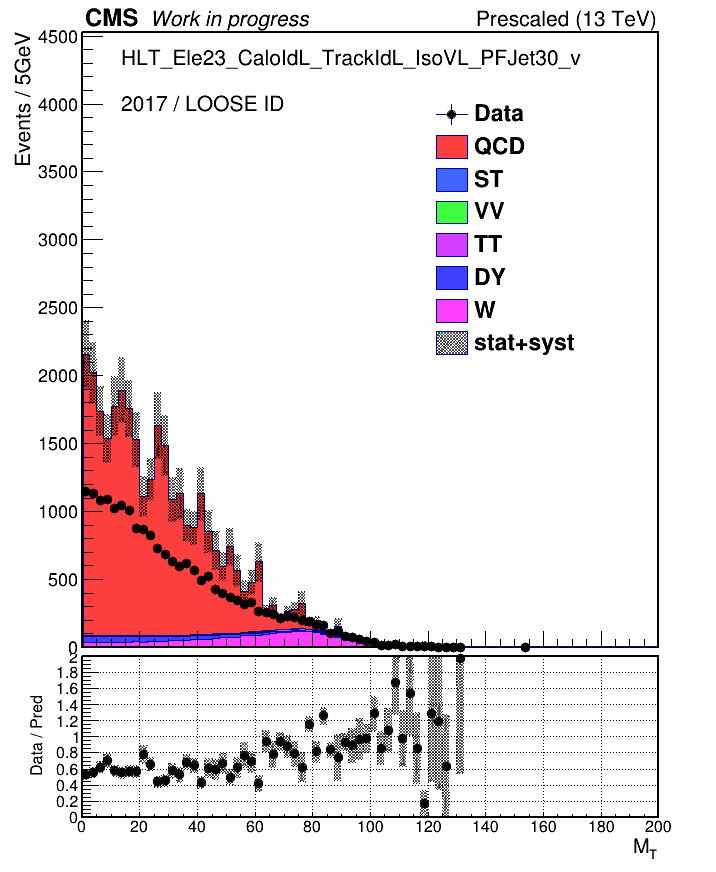 CMS Work in progress Prescaled (13 TeV)
HLT_Ele23_CaloIdL_TrackIdL_IsoVL_PFJet30_v
2017 / LOOSE ID
Events / 5GeV
4500
4000
3500
3000
2500
2000
1500
1000
500
0
Data
QCD
ST
VV
TT
DY
W
stat+syst
Data / Pred
2
1.8
1.6
1.4
1.2
1
0.8
0.6
0.4
0.2
0
0 20 40 60 80 100 120 140 160 180 200
M_T